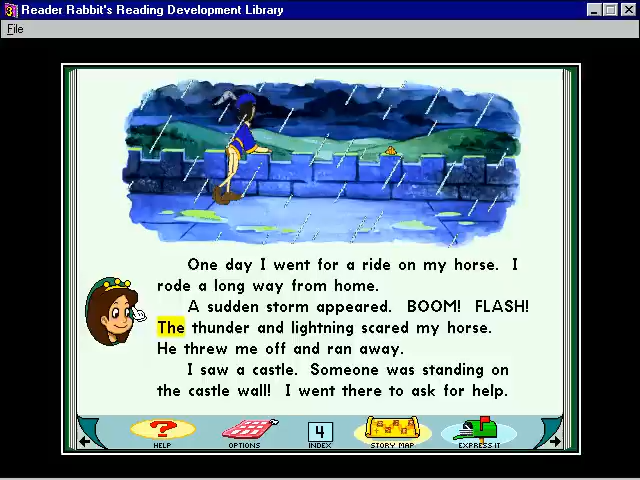 Reader Rabbit's Reading Development Library
File
One day I went for a ride on my horse. I
rode a long way from home.
A sudden storm appeared. BOOM! FLASH!
The thunder and lightning scared my horse.
He threw me off and ran away.
I saw a castle. Someone was standing on
the castle wall! I went there to ask for help.
?
4
HELP
OPTIONS
INDEX
STORY MAP
EXPRESS IT